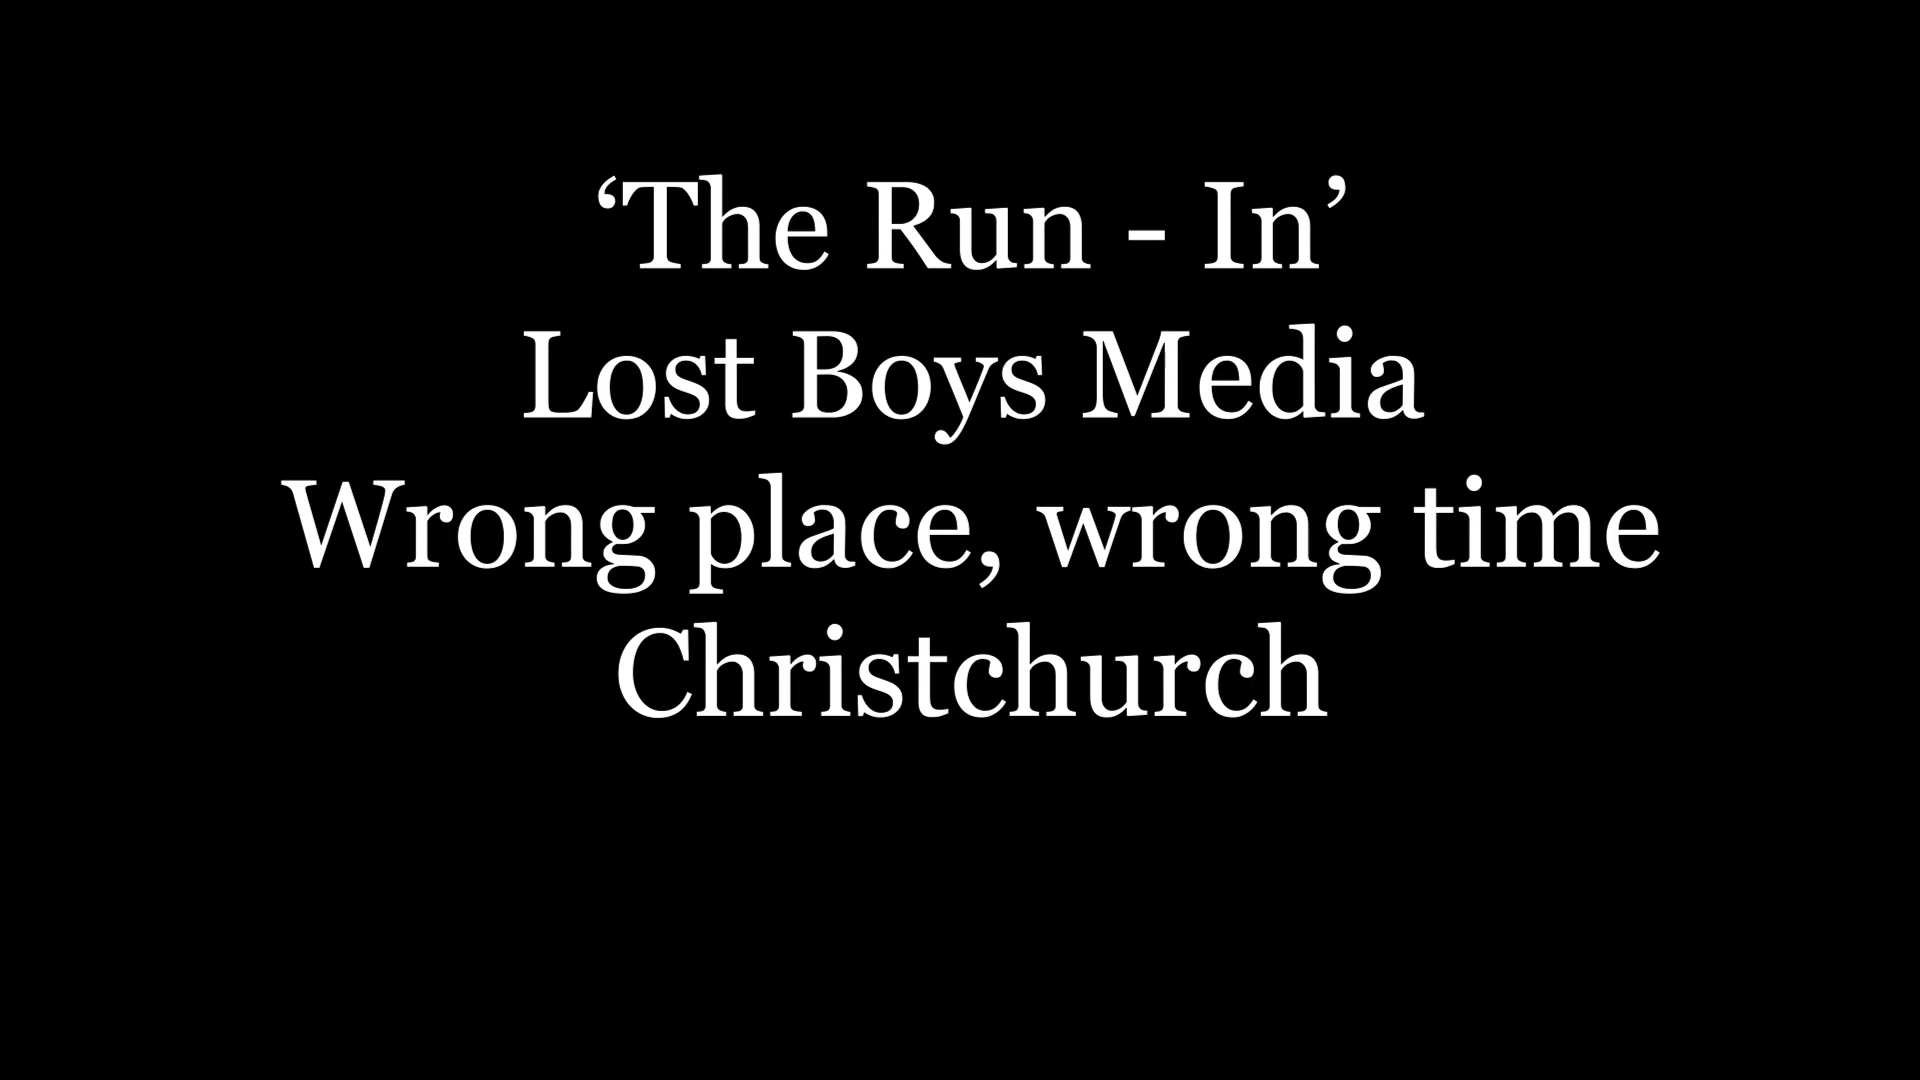 ‘The Run - In’
Lost Boys Media
Wrong place, wrong time
Christchurch